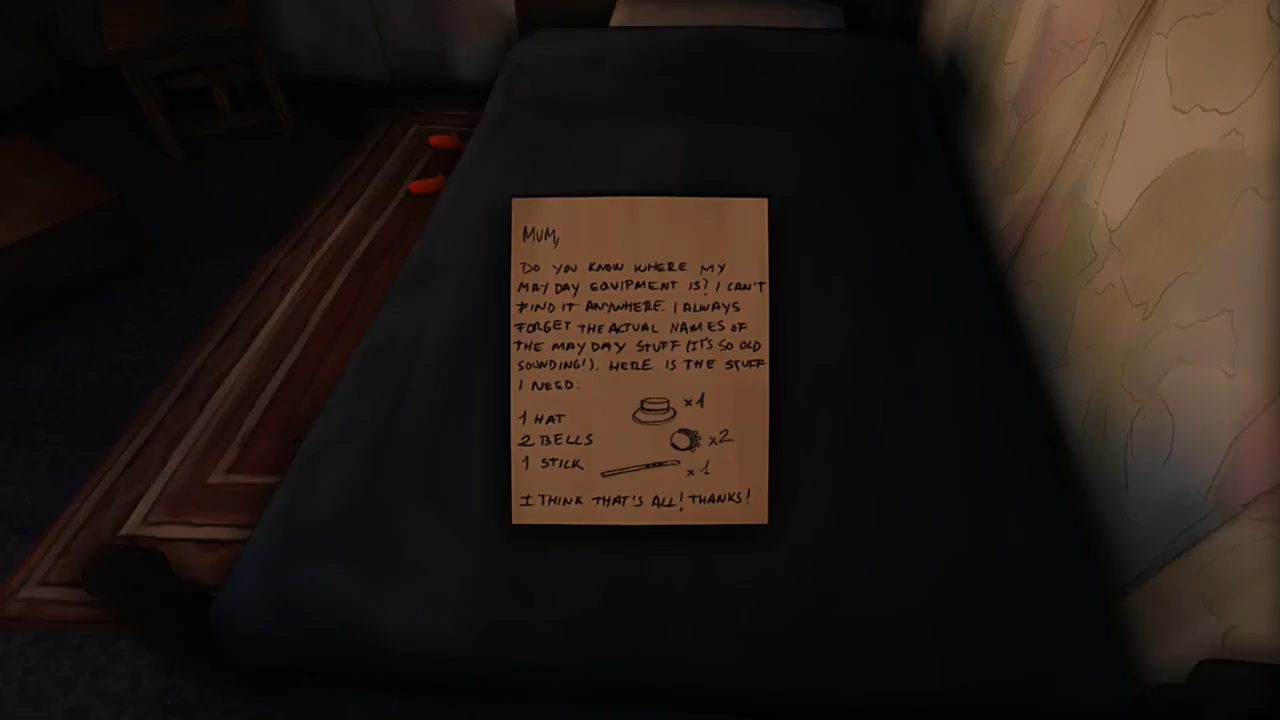 MUM,
DO YOU KNOW WHERE MY
MAY DAY EQUIPMENT IS? I CAN'T
FIND IT ANYWHERE. I ALWAYS
FORGET THE ACTUAL NAMES OF
THE MAY DAY STUFF (IT'S SO OLD
SOUNDING!). HERE IS THE STUFF
I NEED:
1 HAT x1
2 BELLS x2
1 STICK x1
I THINK THAT'S ALL! THANKS!